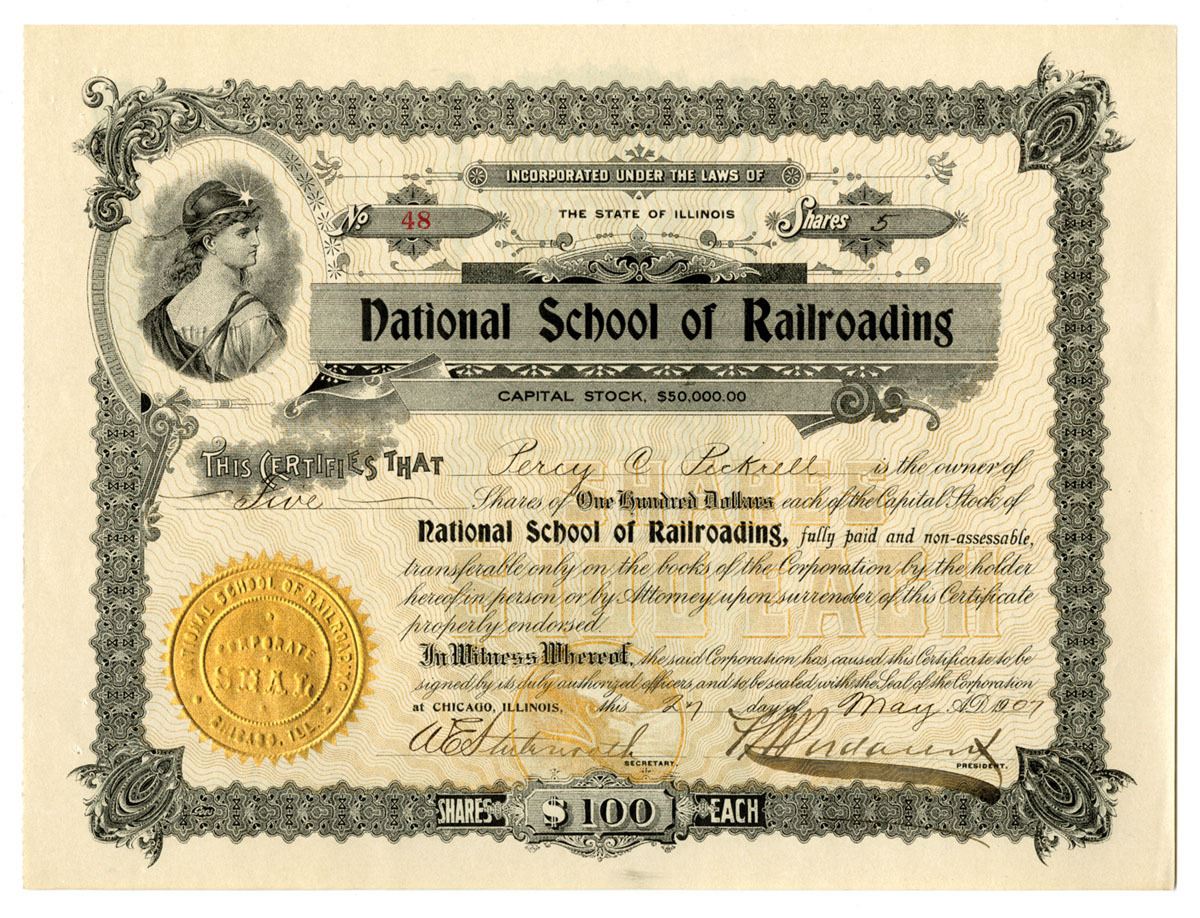 INCORPORATED UNDER THE LAWS OF
No 48
THE STATE OF ILLINOIS
Shares 5
National School of Railroading
CAPITAL STOCK, $50,000.00
THIS CERTIFIES THAT Percy C Pickrell is the owner of
Five Shares of One Hundred Dollars each of the Capital Stock of
National School of Railroading, fully paid and non-assessable,
transferable only on the books of the Corporation by the holder
hereof in person or by Attorney upon surrender of this Certificate
properly endorsed.
In Witness Whereof, the said Corporation has caused this Certificate to be
signed by its duly authorized officers and to be sealed with the Seal of the Corporation
at CHICAGO, ILLINOIS, this 27 day of May A.D. 1907
SECRETARY.
PRESIDENT.
SHARES $100 EACH
SHARES
$100 EACH
NATIONAL SCHOOL OF RAILROADING
CORPORATE
SEAL
CHICAGO, ILL.